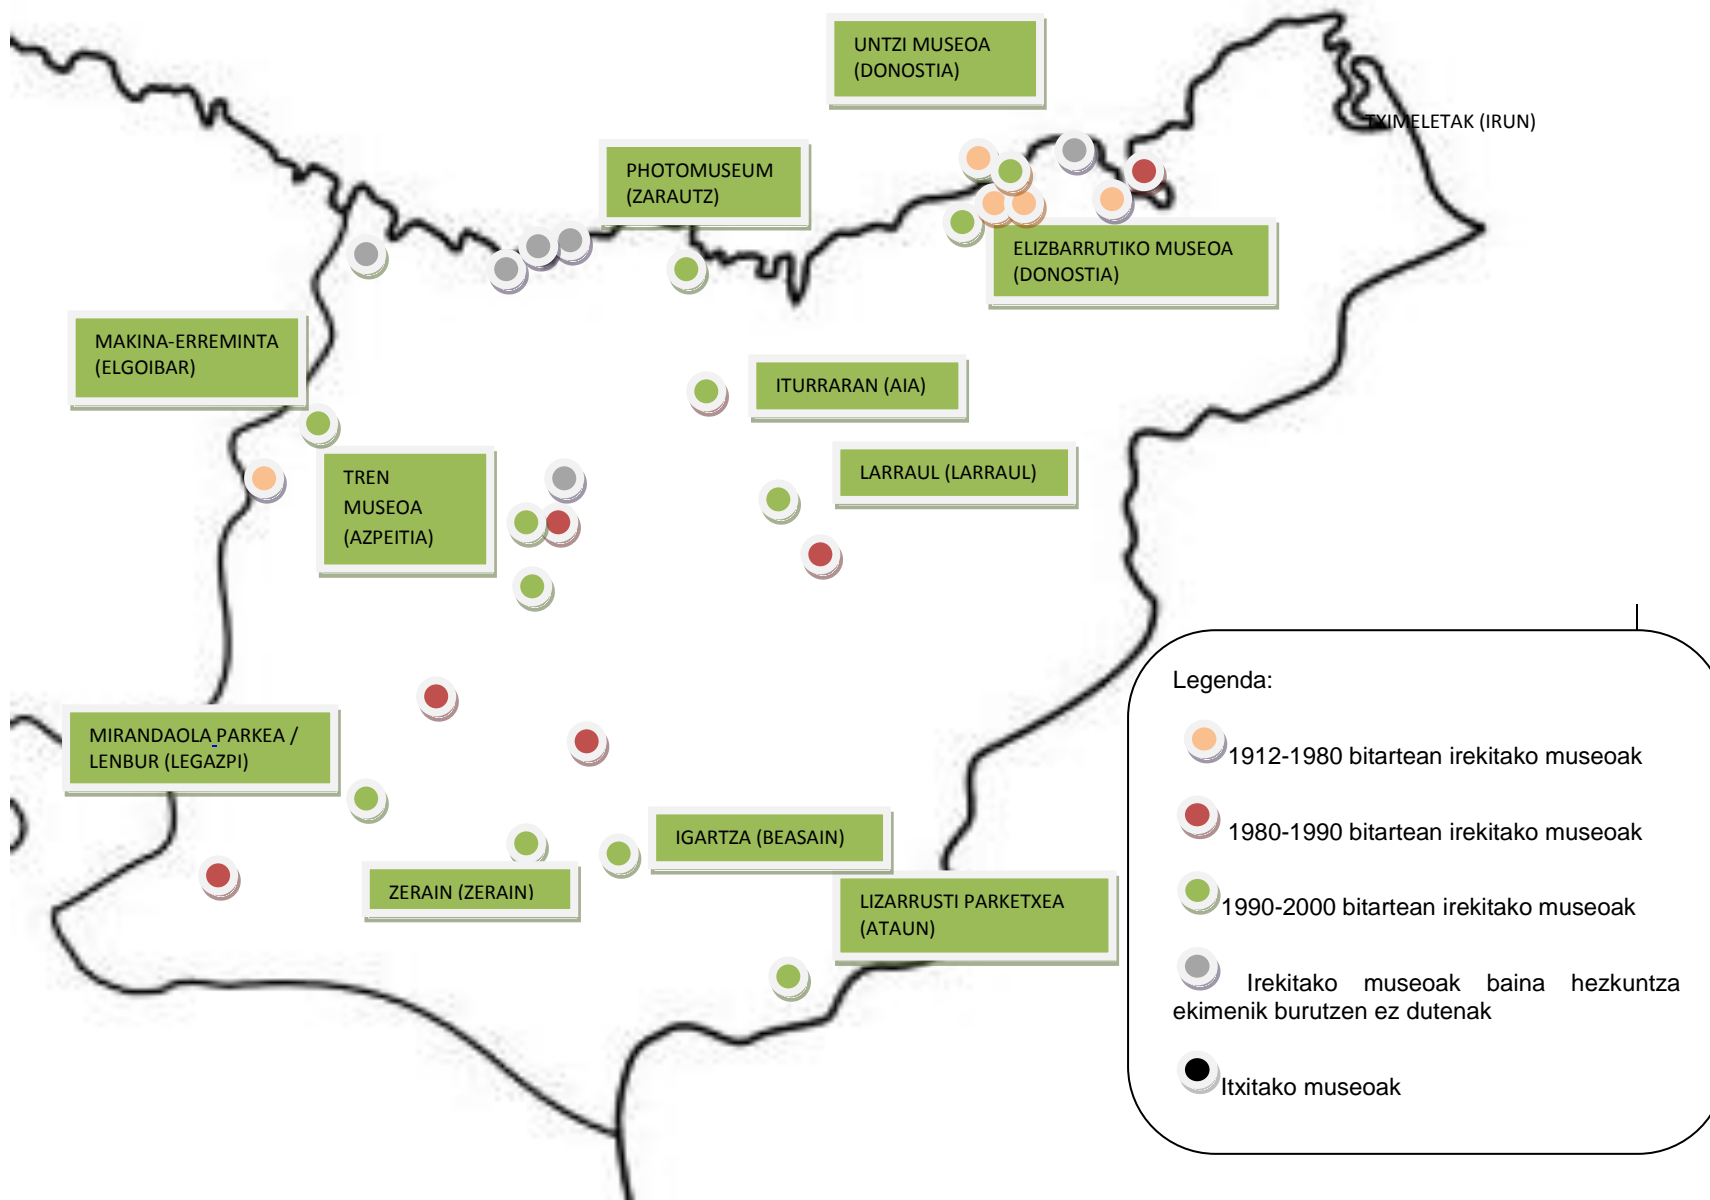 UNTZI MUSEOA
(DONOSTIA)
TXIMELETAK (IRUN)
PHOTOMUSEUM
(ZARAUTZ)
ELIZBARRUTIKO MUSEOA
(DONOSTIA)
MAKINA-ERREMINTA
(ELGOIBAR)
ITURRARAN (AIA)
TREN
MUSEOA
(AZPEITIA)
LARRAUL (LARRAUL)
MIRANDAOLA PARKEA /
LENBUR (LEGAZPI)
IGARTZA (BEASAIN)
ZERAIN (ZERAIN)
LIZARRUSTI PARKETXEA
(ATAUN)
Legenda:
1912-1980 bitartean irekitako museoak
1980-1990 bitartean irekitako museoak
1990-2000 bitartean irekitako museoak
Irekitako museoak baina hezkuntza
ekimenik burutzen ez dutenak
Itxitako museoak